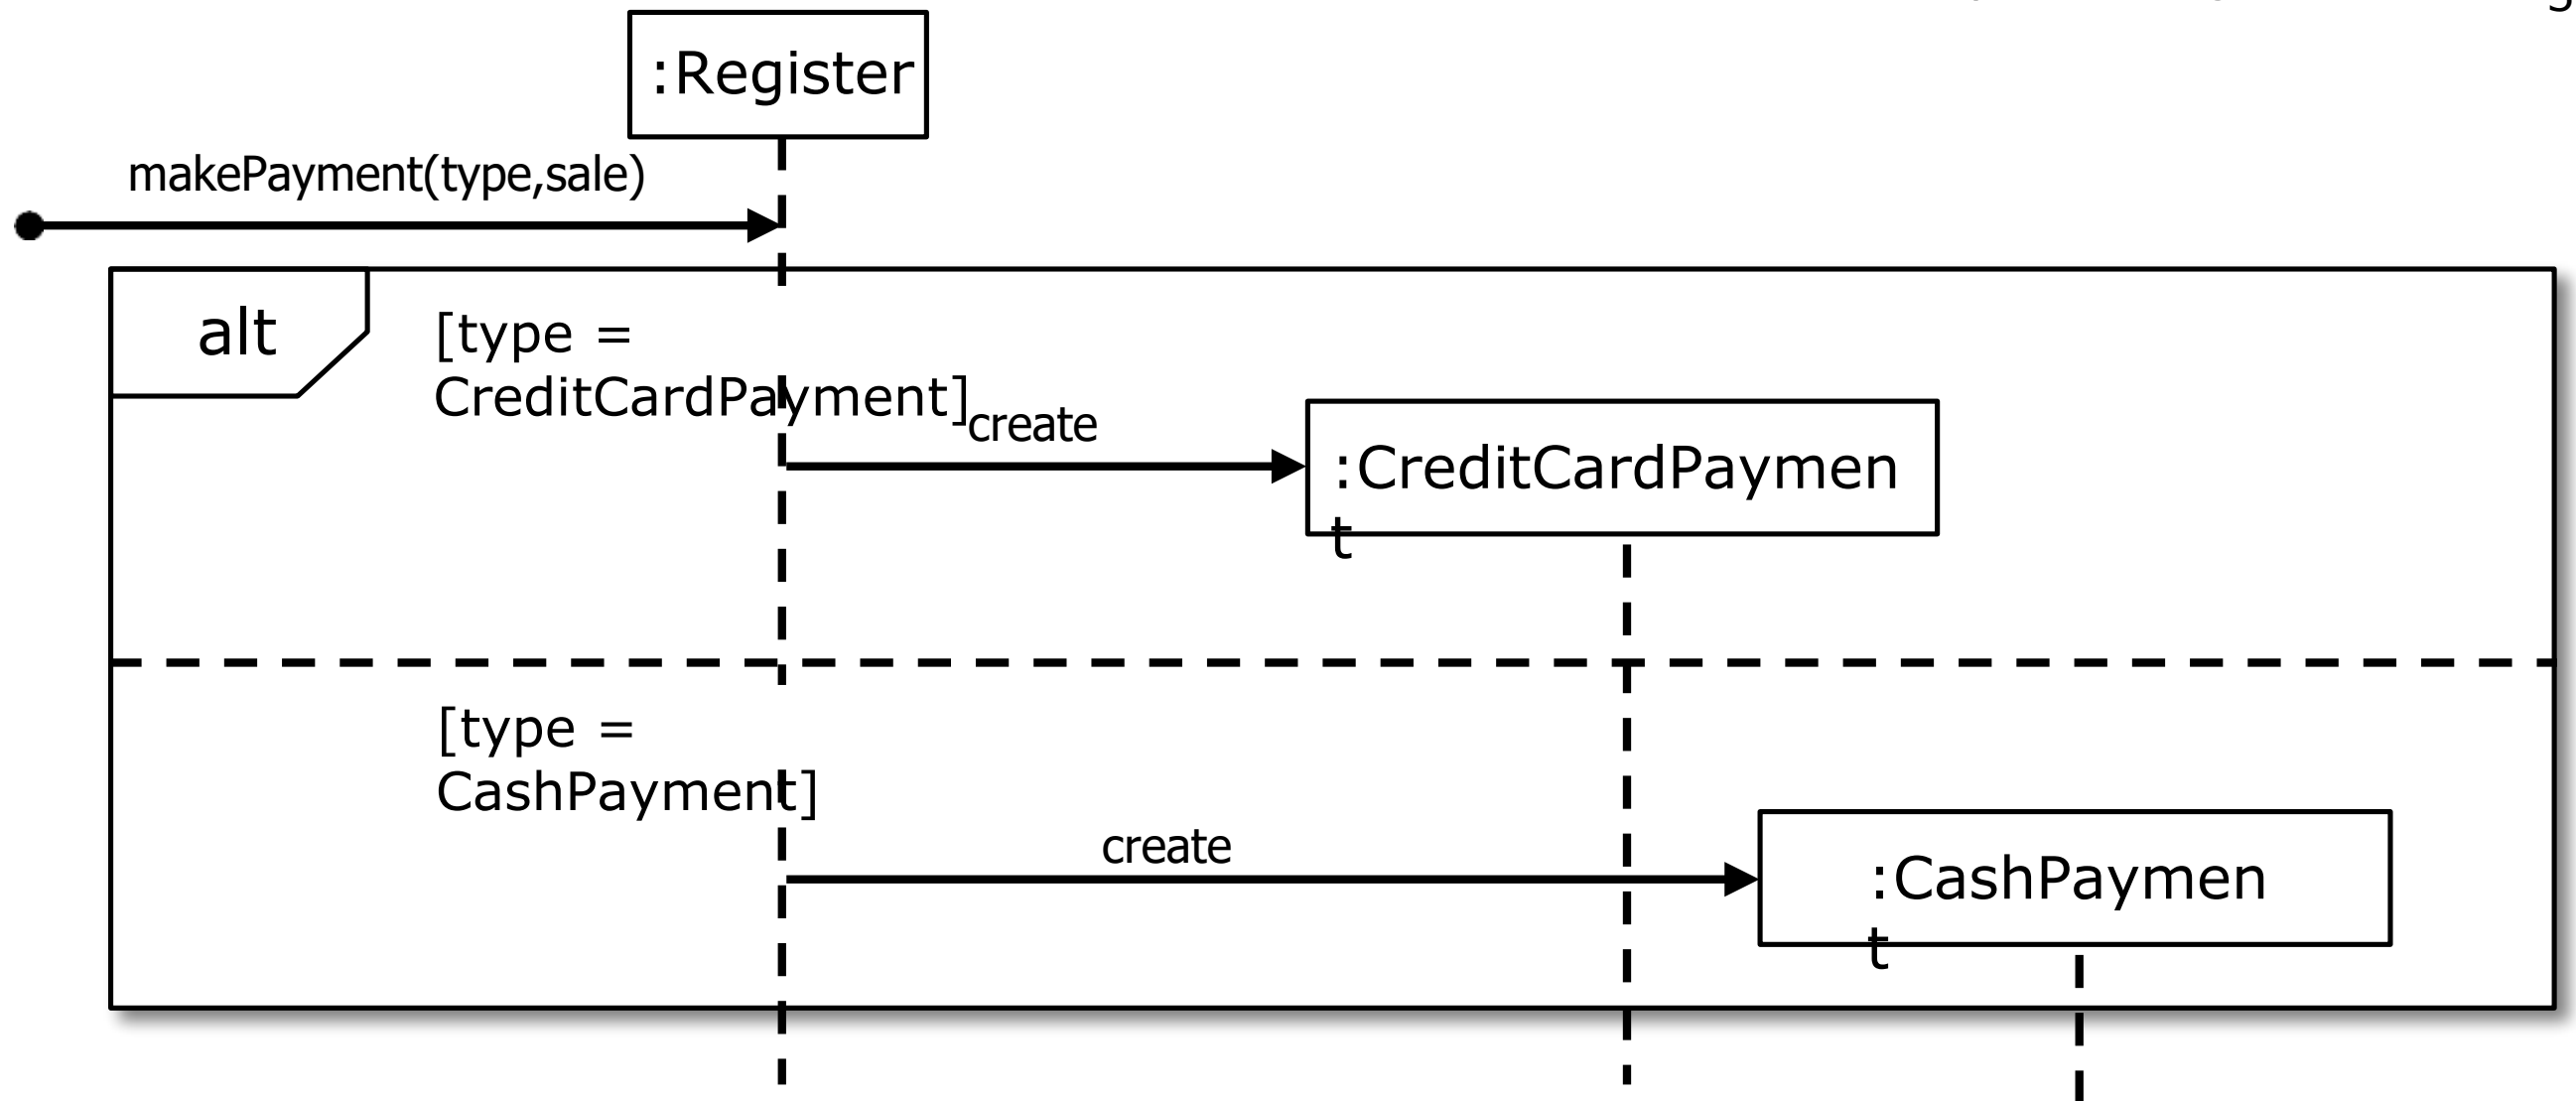 :Register
makePayment(type,sale)
alt
[type =
CreditCardPayment]
create
:CreditCardPaymen
t
[type =
CashPayment]
create
:CashPaymen
t